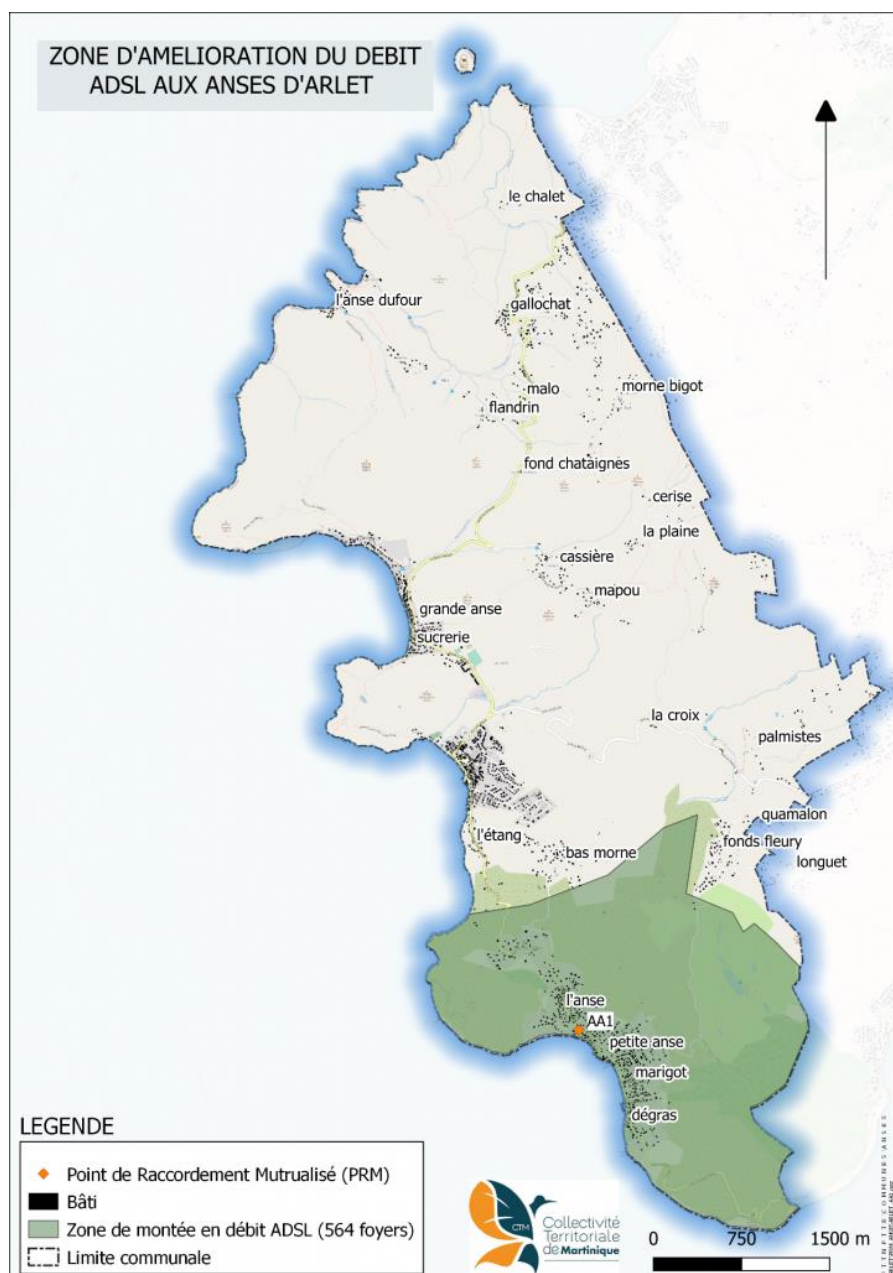 ZONE D'AMELIORATION DU DEBIT
ADSL AUX ANSES D'ARLET
le chalet
l'anse dufour
gallochat
malo
morne bigot
flandrin
fond chataignes
cerise
la plaine
cassière
mapou
grande anse
sucrerie
la croix
palmistes
quamalon
l'étang
fonds fleury
bas morne
longuet
l'anse
AA1
petite anse
marigot
dégras
LEGENDE
Point de Raccordement Mutrualisé (PRM)
Bâti
Zone de montée en débit ADSL (564 foyers)
Limite communale
CTM
Collectivité
Territoriale
de Martinique
0 750 1500 m